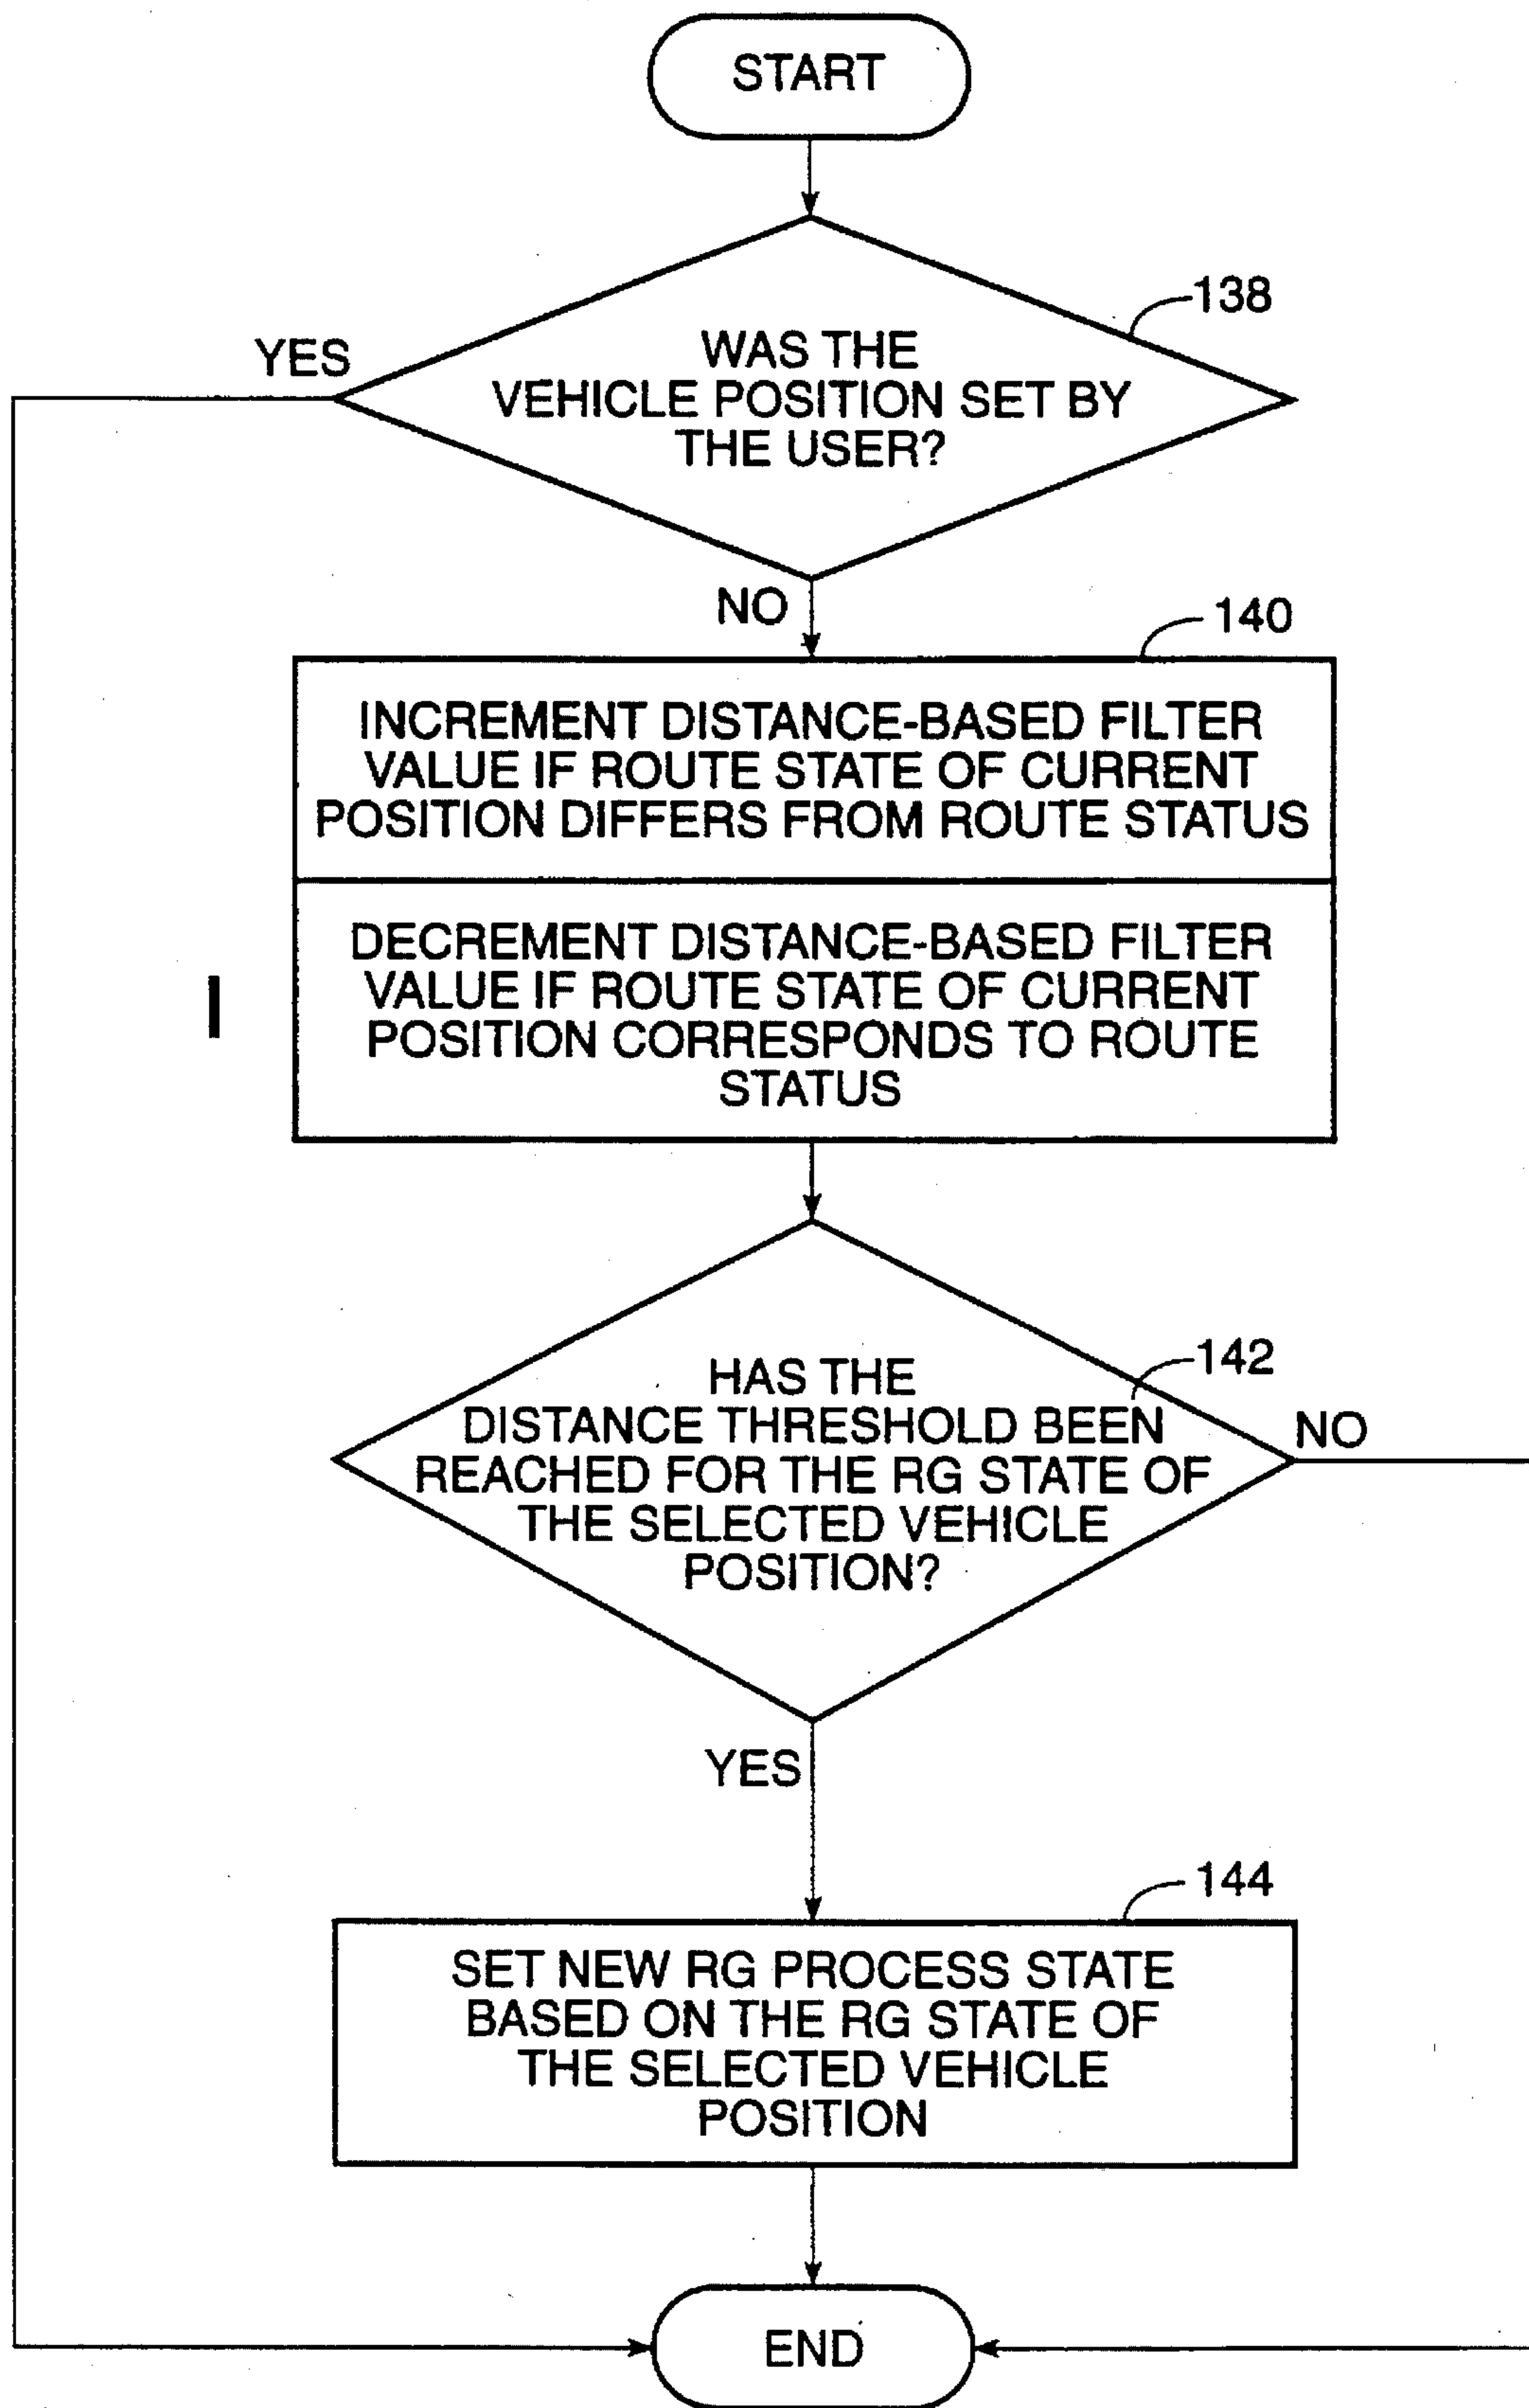 START
138
YES
WAS THE
VEHICLE POSITION SET BY
THE USER?
NO
140
INCREMENT DISTANCE-BASED FILTER
VALUE IF ROUTE STATE OF CURRENT
POSITION DIFFERS FROM ROUTE STATUS
DECREMENT DISTANCE-BASED FILTER
VALUE IF ROUTE STATE OF CURRENT
POSITION CORRESPONDS TO ROUTE
STATUS
142
HAS THE
DISTANCE THRESHOLD BEEN
REACHED FOR THE RG STATE OF
THE SELECTED VEHICLE
POSITION?
NO
YES
144
SET NEW RG PROCESS STATE
BASED ON THE RG STATE OF
THE SELECTED VEHICLE
POSITION
END